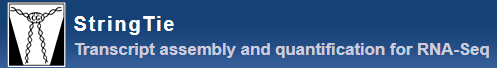 StringTie
Transcript assembly and quantification for RNA-Seq